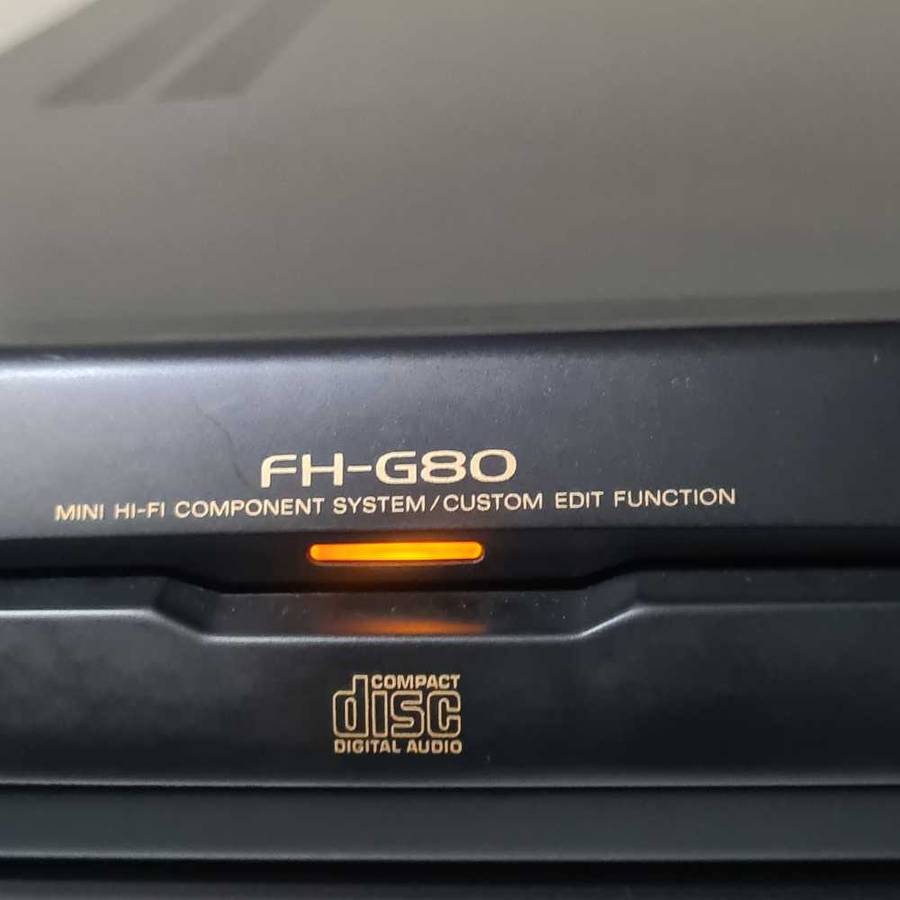 FH-G80
MINI HI-FI COMPONENT SYSTEM/CUSTOM EDIT FUNCTION
COMPACT
disc
DIGITAL AUDIO